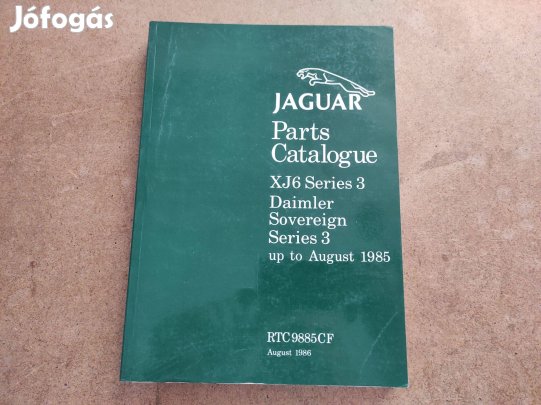 Jófogás
JAGUAR
Parts
Catalogue
XJ6 Series 3
Daimler
Sovereign
Series 3
up to August 1985
RTC9885CF
August 1986